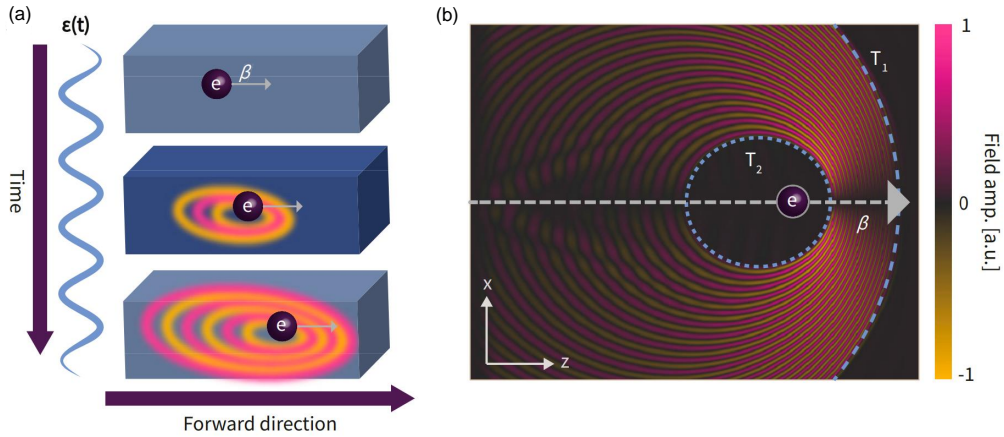 (a)
ε(t)
β
e
e
e
Time
Forward direction
(b)
T1
T2
e
β
X
Z
1
0
-1
Field amp. [a.u.]